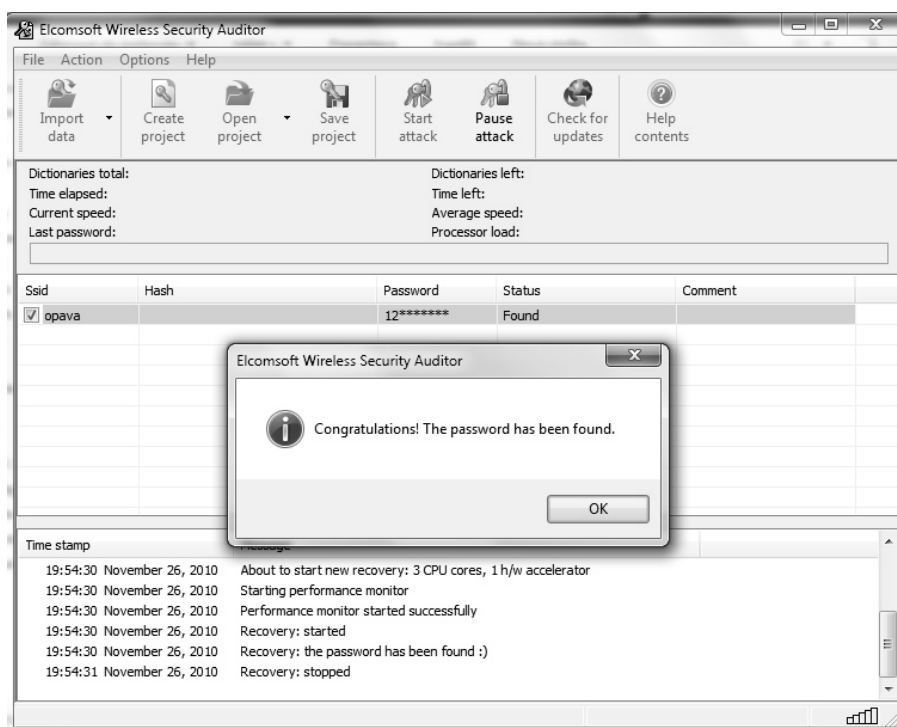 Elcomsoft Wireless Security Auditor
File Action Options Help
Import data
Create project
Open project
Save project
Start attack
Pause attack
Check for updates
Help contents
Dictionaries total: Dictionaries left:
Time elapsed: Time left:
Current speed: Average speed:
Last password: Processor load:
Ssid Hash Password Status Comment
opava 12******* Found
Elcomsoft Wireless Security Auditor
Congratulations! The password has been found.
OK
Time stamp
19:54:30 November 26, 2010 About to start new recovery: 3 CPU cores, 1 h/w accelerator
19:54:30 November 26, 2010 Starting performance monitor
19:54:30 November 26, 2010 Performance monitor started successfully
19:54:30 November 26, 2010 Recovery: started
19:54:30 November 26, 2010 Recovery: the password has been found :)
19:54:31 November 26, 2010 Recovery: stopped